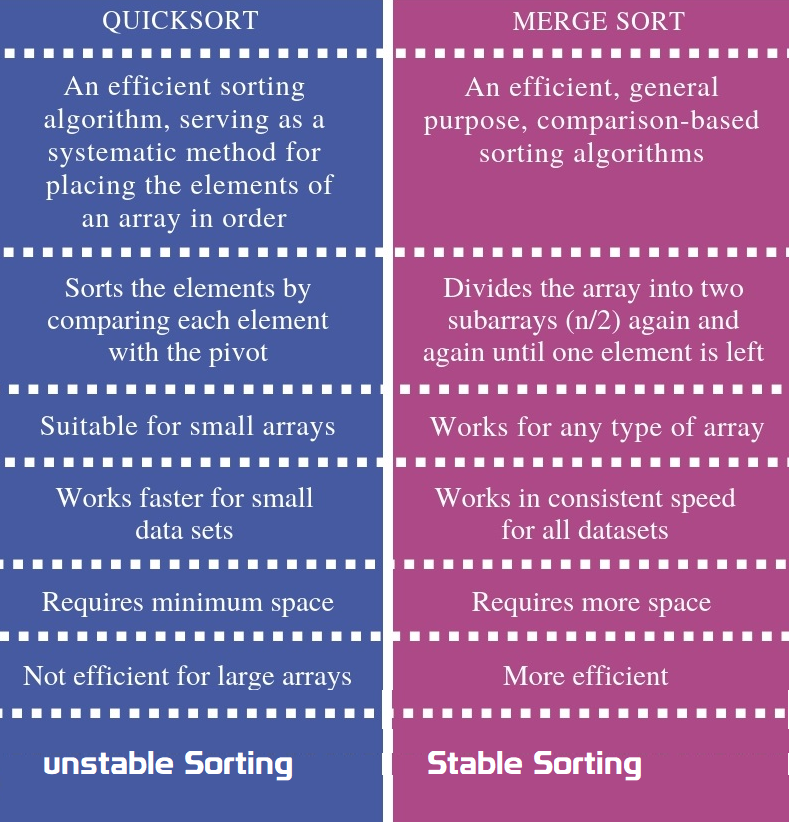 QUICKSORT
An efficient sorting
algorithm, serving as a
systematic method for
placing the elements of
an array in order
Sorts the elements by
comparing each element
with the pivot
Suitable for small arrays
Works faster for small
data sets
Requires minimum space
Not efficient for large arrays
unstable Sorting
MERGE SORT
An efficient, general
purpose, comparison-based
sorting algorithms
Divides the array into two
subarrays (n/2) again and
again until one element is left
Works for any type of array
Works in consistent speed
for all datasets
Requires more space
More efficient
Stable Sorting